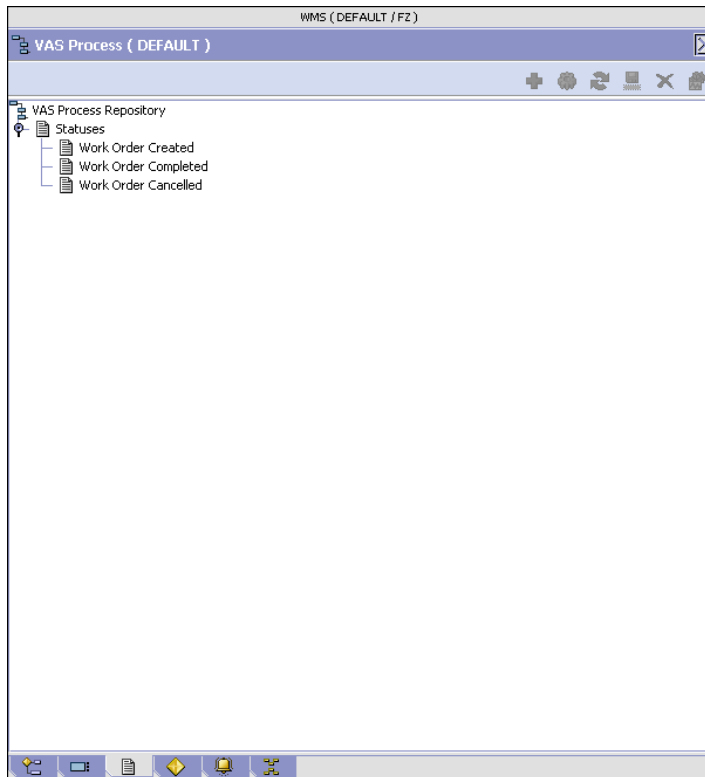 WMS ( DEFAULT / FZ )
VAS Process ( DEFAULT )
VAS Process Repository
Statuses
Work Order Created
Work Order Completed
Work Order Cancelled